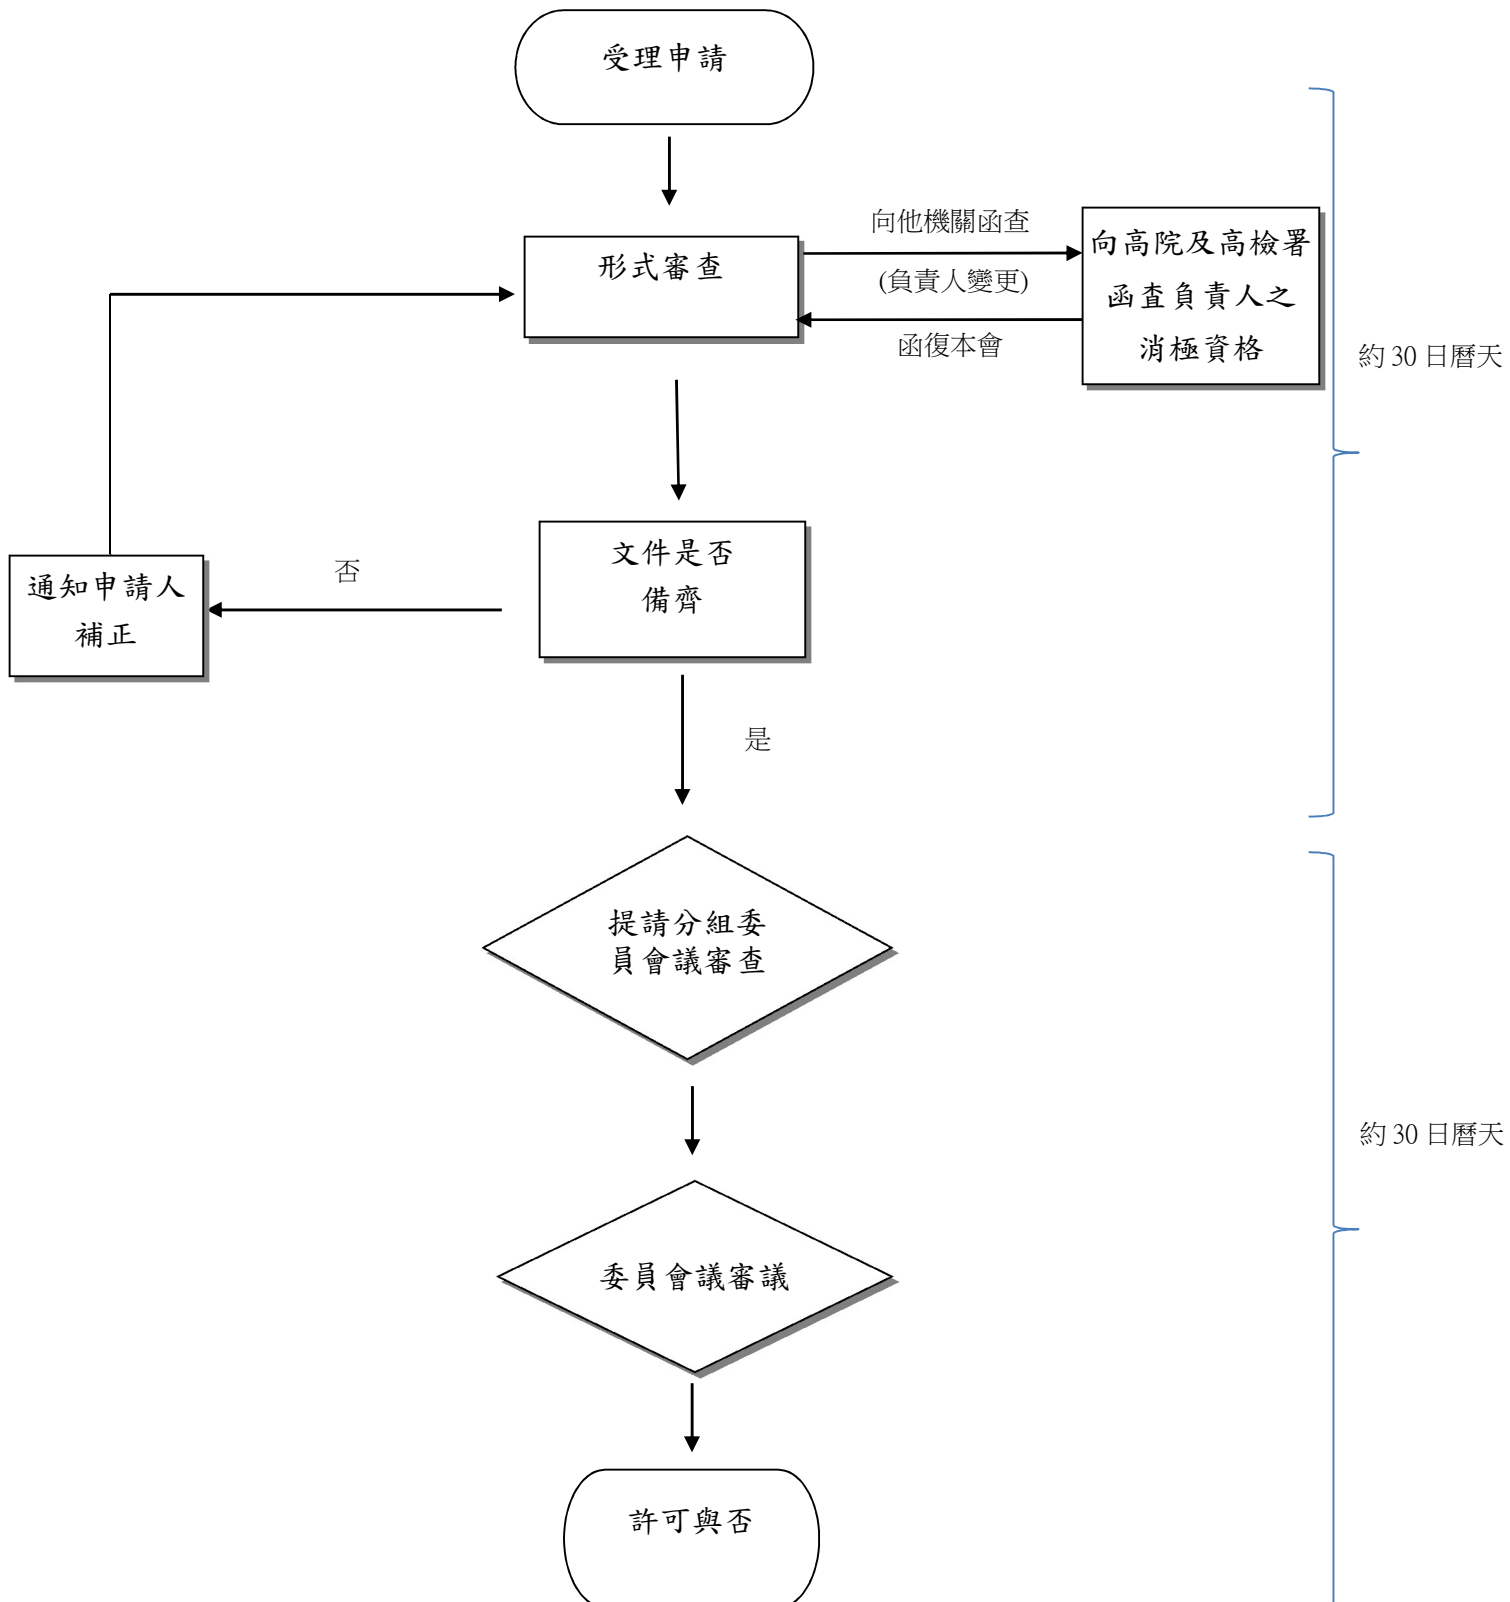 受理申請
向他機關函查
(負責人變更)
函復本會
形式審查
向高院及高檢署
函查負責人之
消極資格
約 30 日曆天
文件是否
備齊
否
通知申請人
補正
是
提請分組委
員會議審查
約 30 日曆天
委員會議審議
許可與否